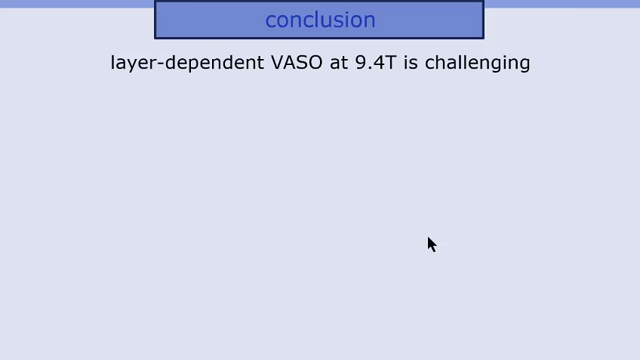 conclusion
layer-dependent VASO at 9.4T is challenging